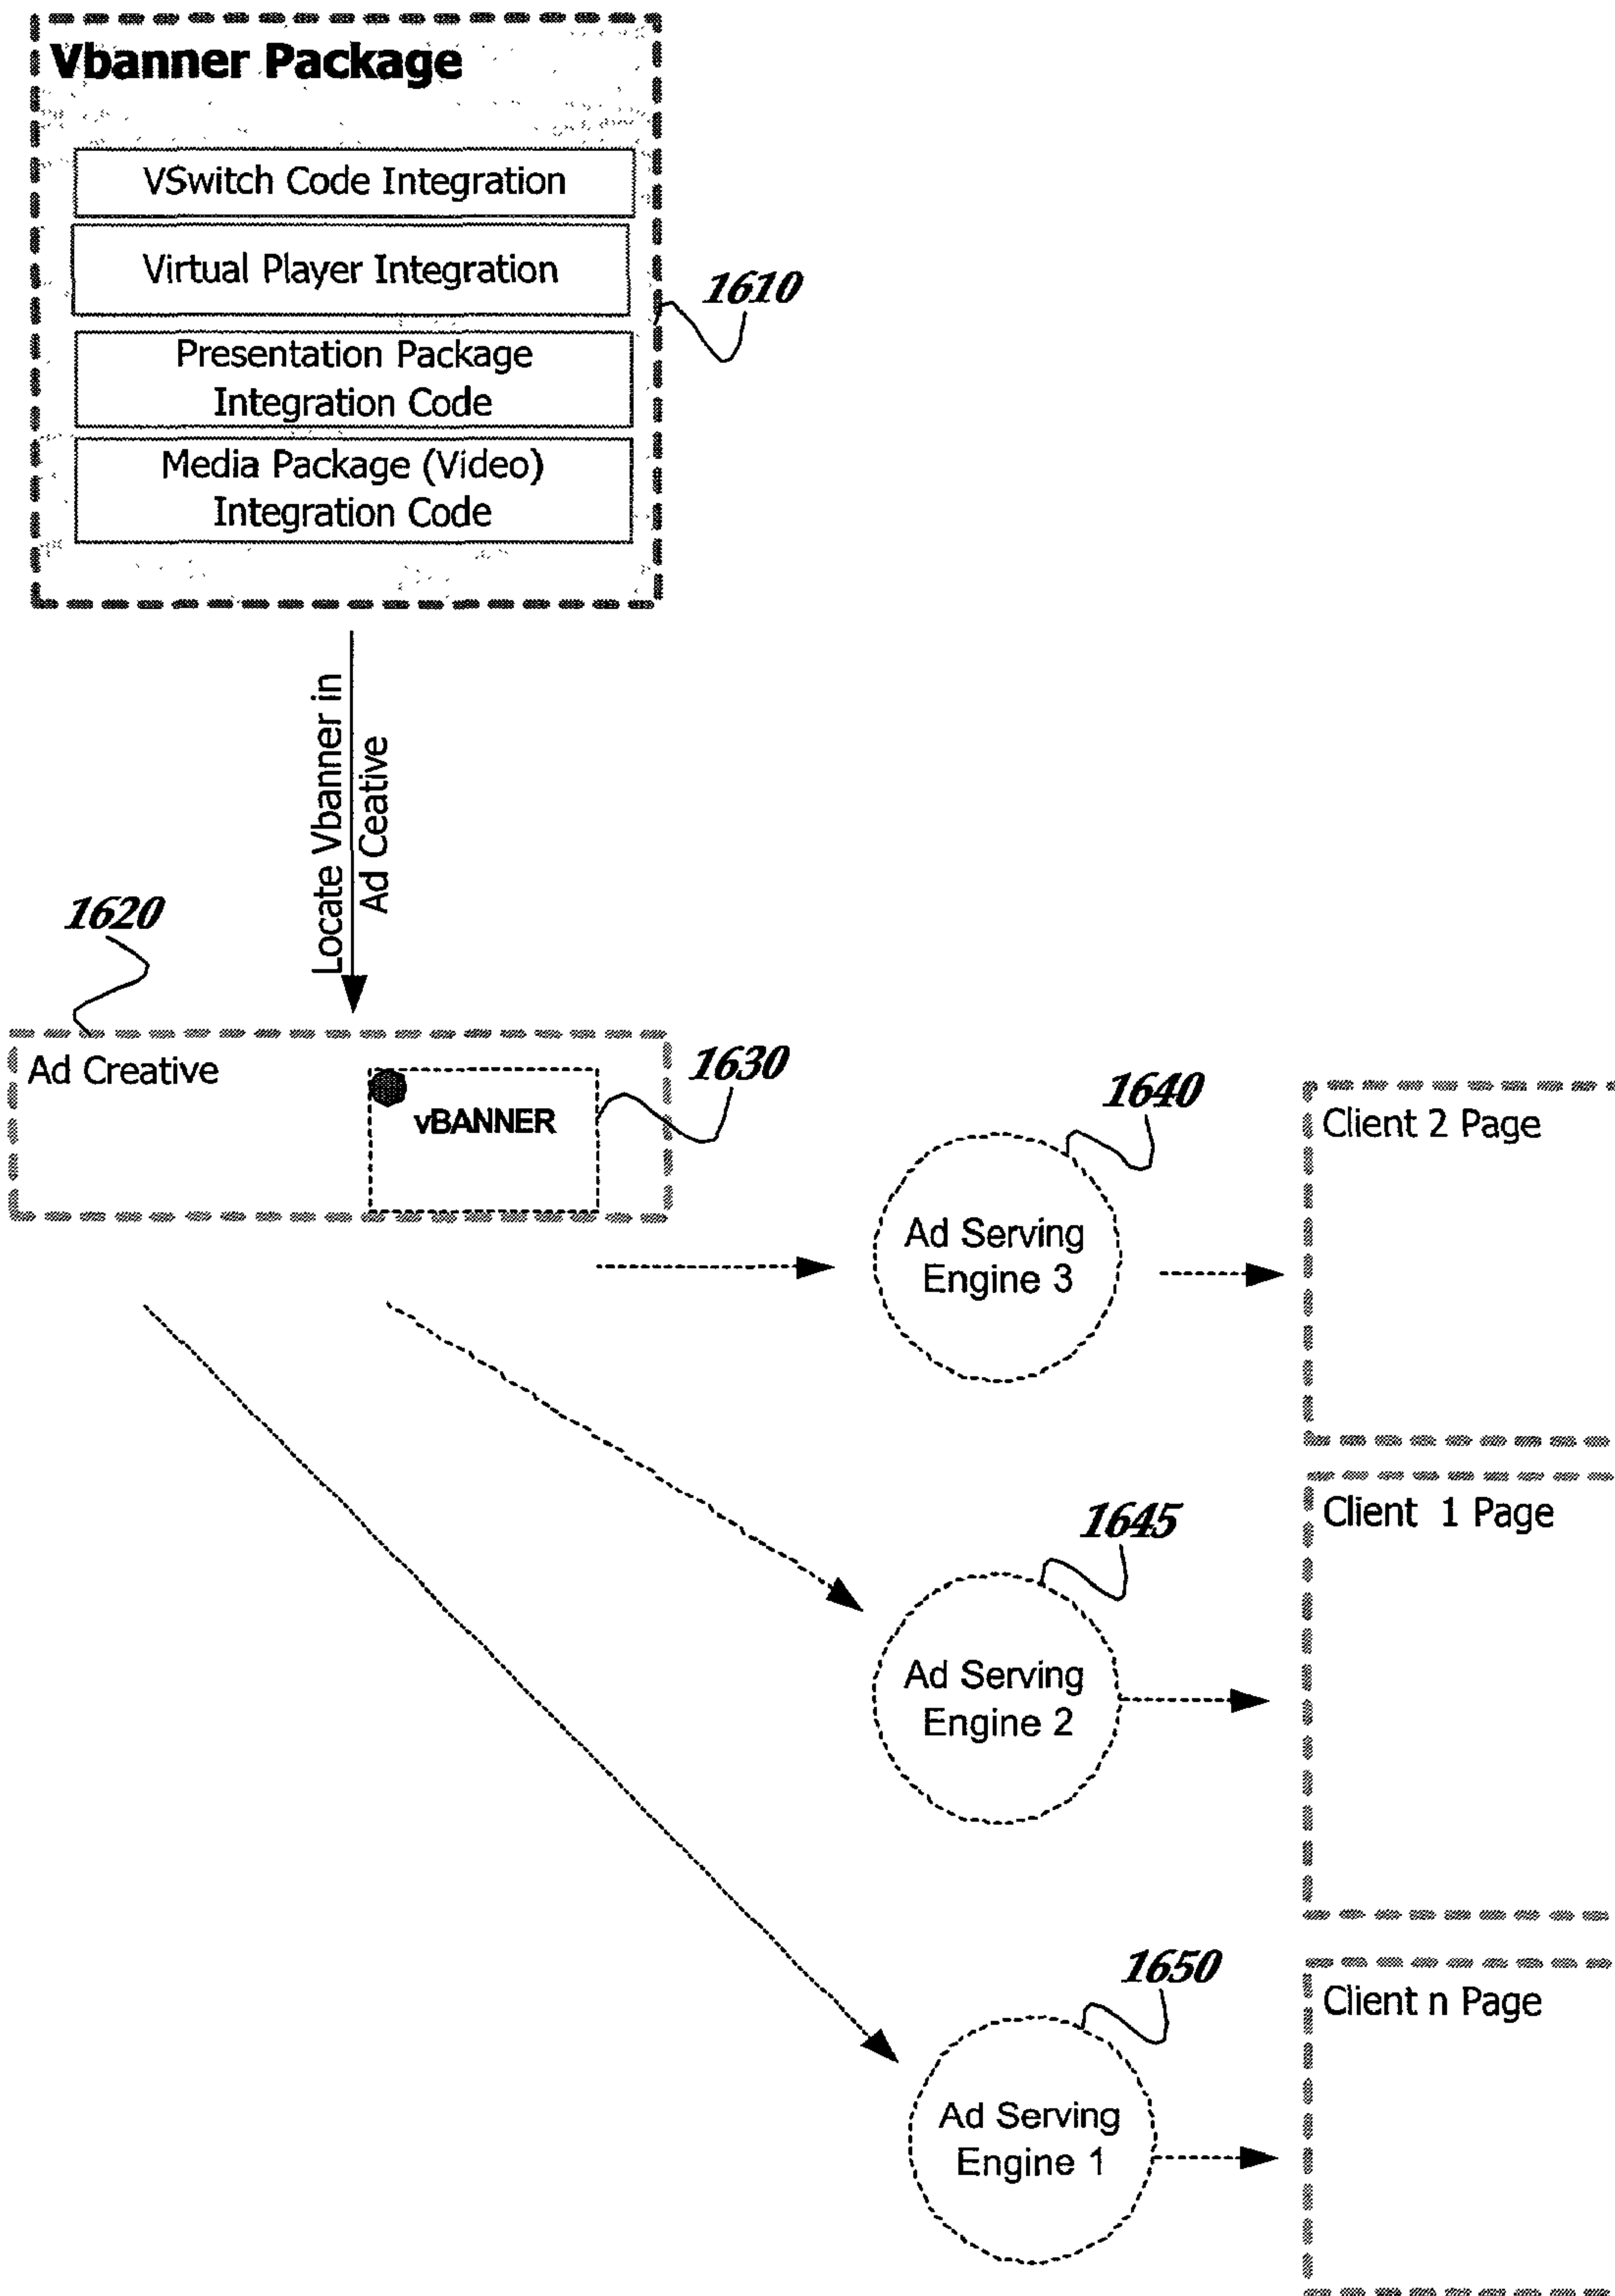 Vbanner Package
VSwitch Code Integration
Virtual Player Integration
1610
Presentation Package
Integration Code
Media Package (Video)
Integration Code
Locate Vbanner in
Ad Ceative
1620
Ad Creative
vBANNER
1630
1640
Ad Serving
Engine 3
Client 2 Page
1645
Ad Serving
Engine 2
Client 1 Page
1650
Ad Serving
Engine 1
Client n Page